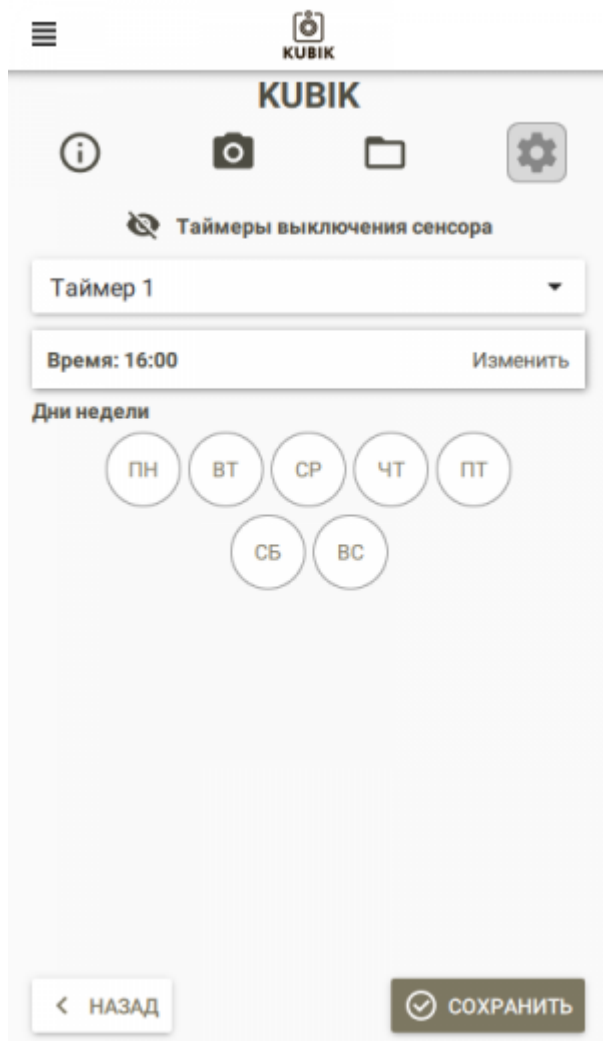 KUBIK
KUBIK
Таймеры выключения сенсора
Таймер 1
Время: 16:00 Изменить
Дни недели
ПН ВТ СР ЧТ ПТ
СБ ВС
НАЗАД СОХРАНИТЬ